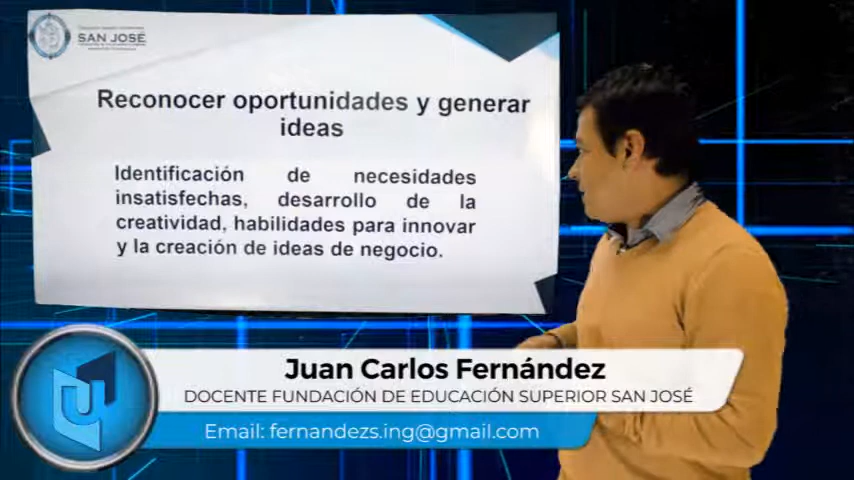 SAN JOSÉ
Reconocer oportunidades y generar
ideas
Identificación de necesidades
insatisfechas, desarrollo de la
creatividad, habilidades para innovar
y la creación de ideas de negocio.
Juan Carlos Fernández
DOCENTE FUNDACIÓN DE EDUCACIÓN SUPERIOR SAN JOSÉ
Email: fernandezs.ing@gmail.com